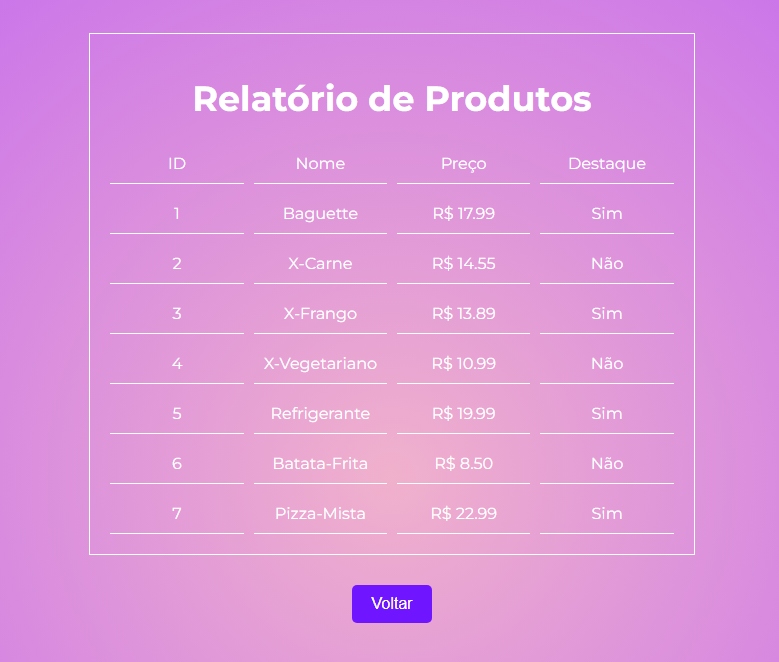 Relatório de Produtos
ID Nome Preço Destaque
1 Baguette R$ 17.99 Sim
2 X-Carne R$ 14.55 Não
3 X-Frango R$ 13.89 Sim
4 X-Vegetariano R$ 10.99 Não
5 Refrigerante R$ 19.99 Sim
6 Batata-Frita R$ 8.50 Não
7 Pizza-Mista R$ 22.99 Sim
Voltar